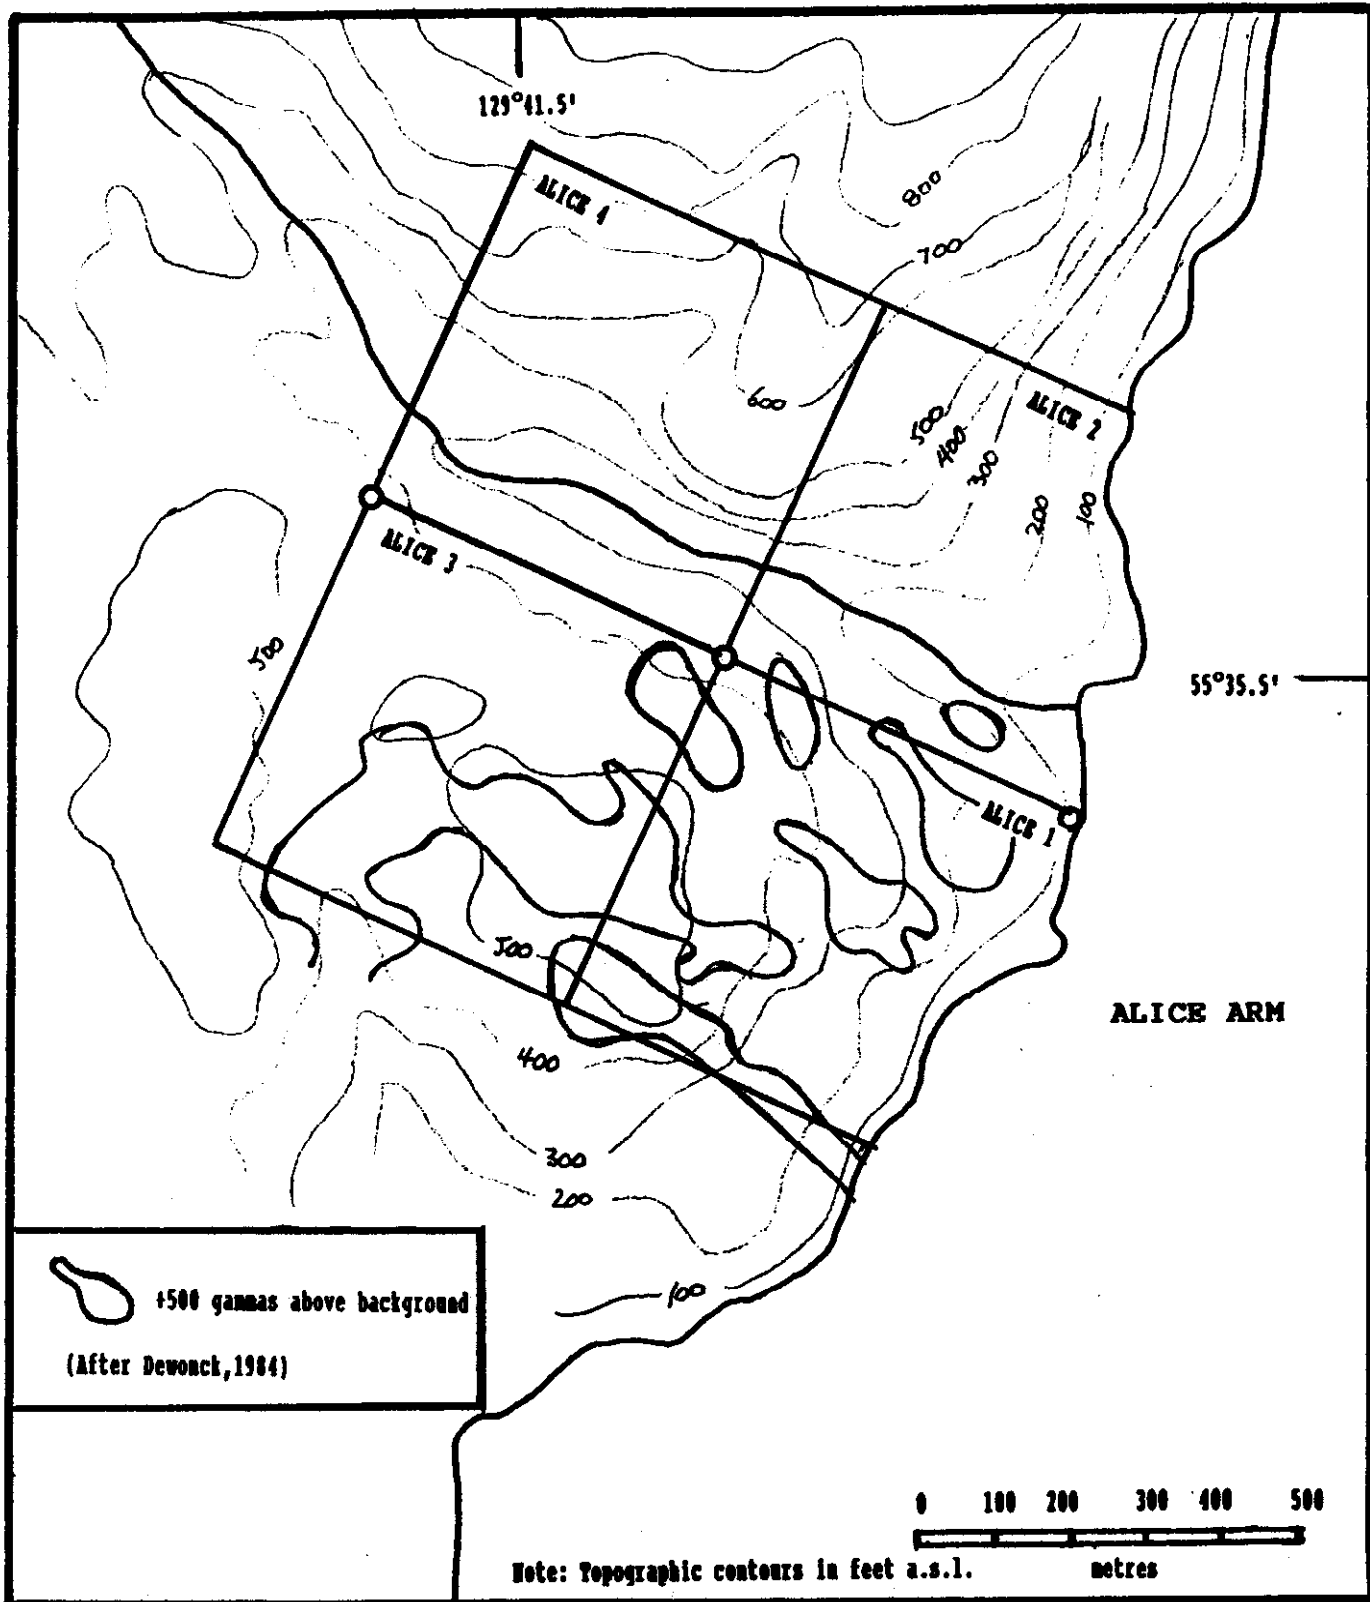 129°41.5'
ALICE 4
800
700
600
ALICE 2
500
400
300
200
100
ALICE 3
500
55°35.5'
ALICE 1
500
ALICE ARM
400
300
200
100
+500 gammas above background
(After Dewonck,1984)
0 100 200 300 400 500
metres
Note: Topographic contours in feet a.s.l.